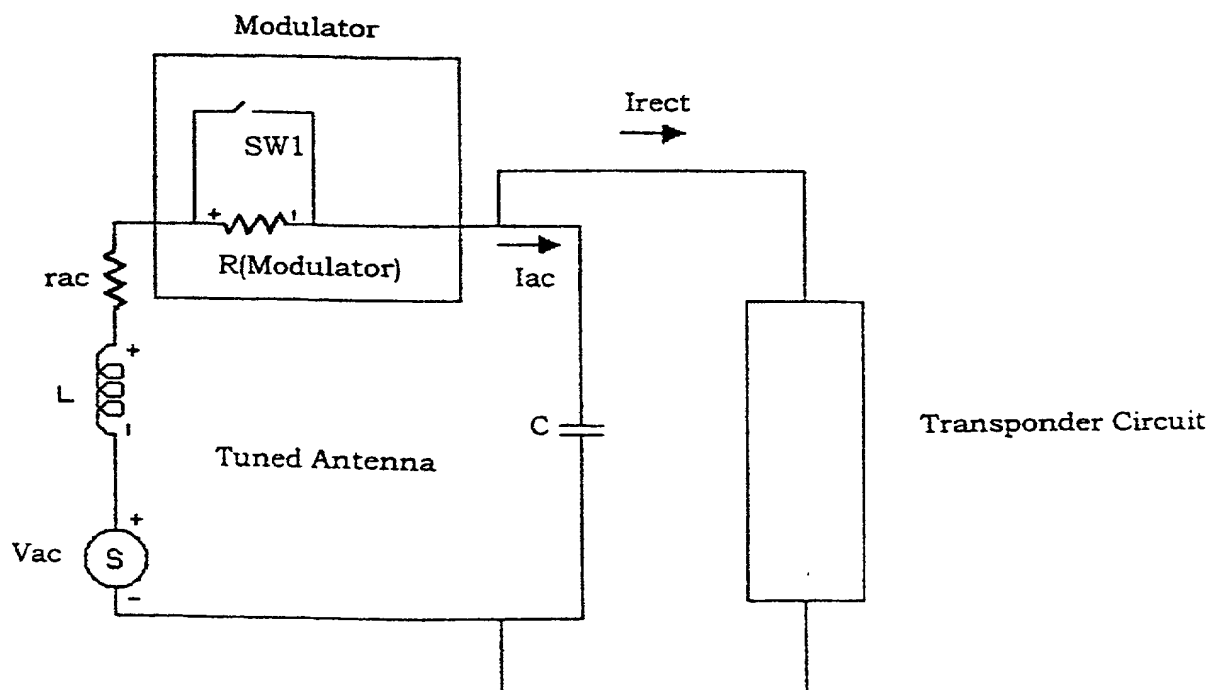 Modulator
Irect
SW1
R(Modulator)
Iac
rac
L
C
Tuned Antenna
Transponder Circuit
Vac
S